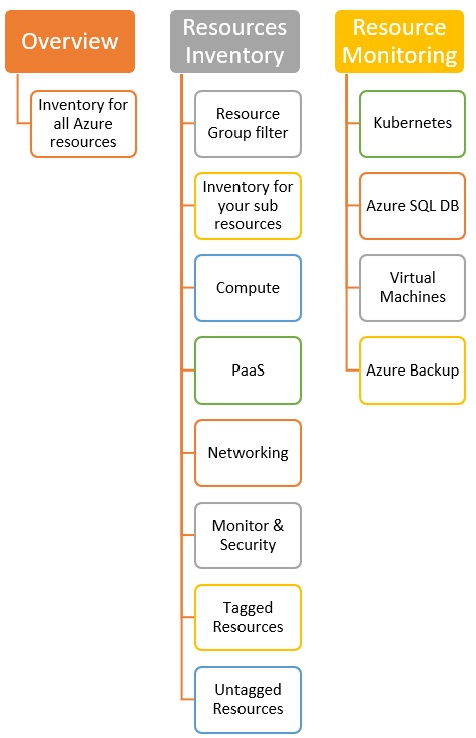 Overview
Inventory for
all Azure
resources
Resources
Inventory
Resource
Group filter
Inventory for
your sub
resources
Compute
PaaS
Networking
Monitor &
Security
Tagged
Resources
Untagged
Resources
Resource
Monitoring
Kubernetes
Azure SQL DB
Virtual
Machines
Azure Backup